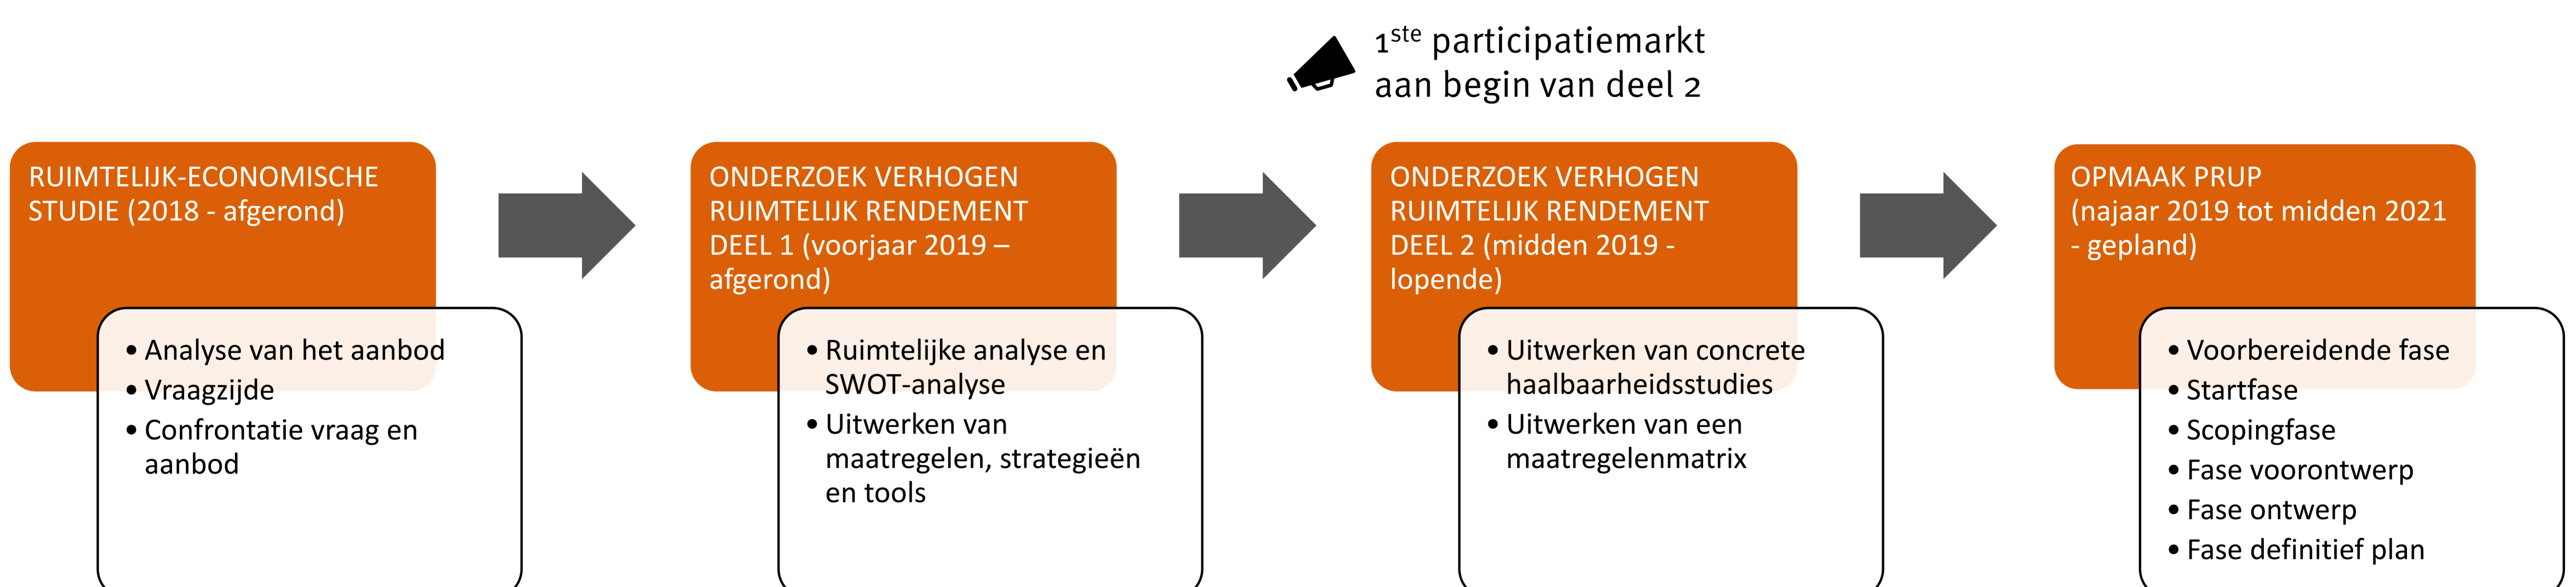 1ste participatiemarkt
aan begin van deel 2
RUIMTELIJK-ECONOMISCHE
STUDIE (2018 - afgerond)
• Analyse van het aanbod
• Vraagzijde
• Confrontatie vraag en
aanbod
ONDERZOEK VERHOGEN
RUIMTELIJK RENDEMENT
DEEL 1 (voorjaar 2019 –
afgerond)
• Ruimtelijke analyse en
SWOT-analyse
• Uitwerken van
maatregelen, strategieën
en tools
ONDERZOEK VERHOGEN
RUIMTELIJK RENDEMENT
DEEL 2 (midden 2019 -
lopende)
• Uitwerken van concrete
haalbaarheidsstudies
• Uitwerken van een
maatregelenmatrix
OPMAAK PRUP
(najaar 2019 tot midden 2021
- gepland)
• Voorbereidende fase
• Startfase
• Scopingfase
• Fase voorontwerp
• Fase ontwerp
• Fase definitief plan